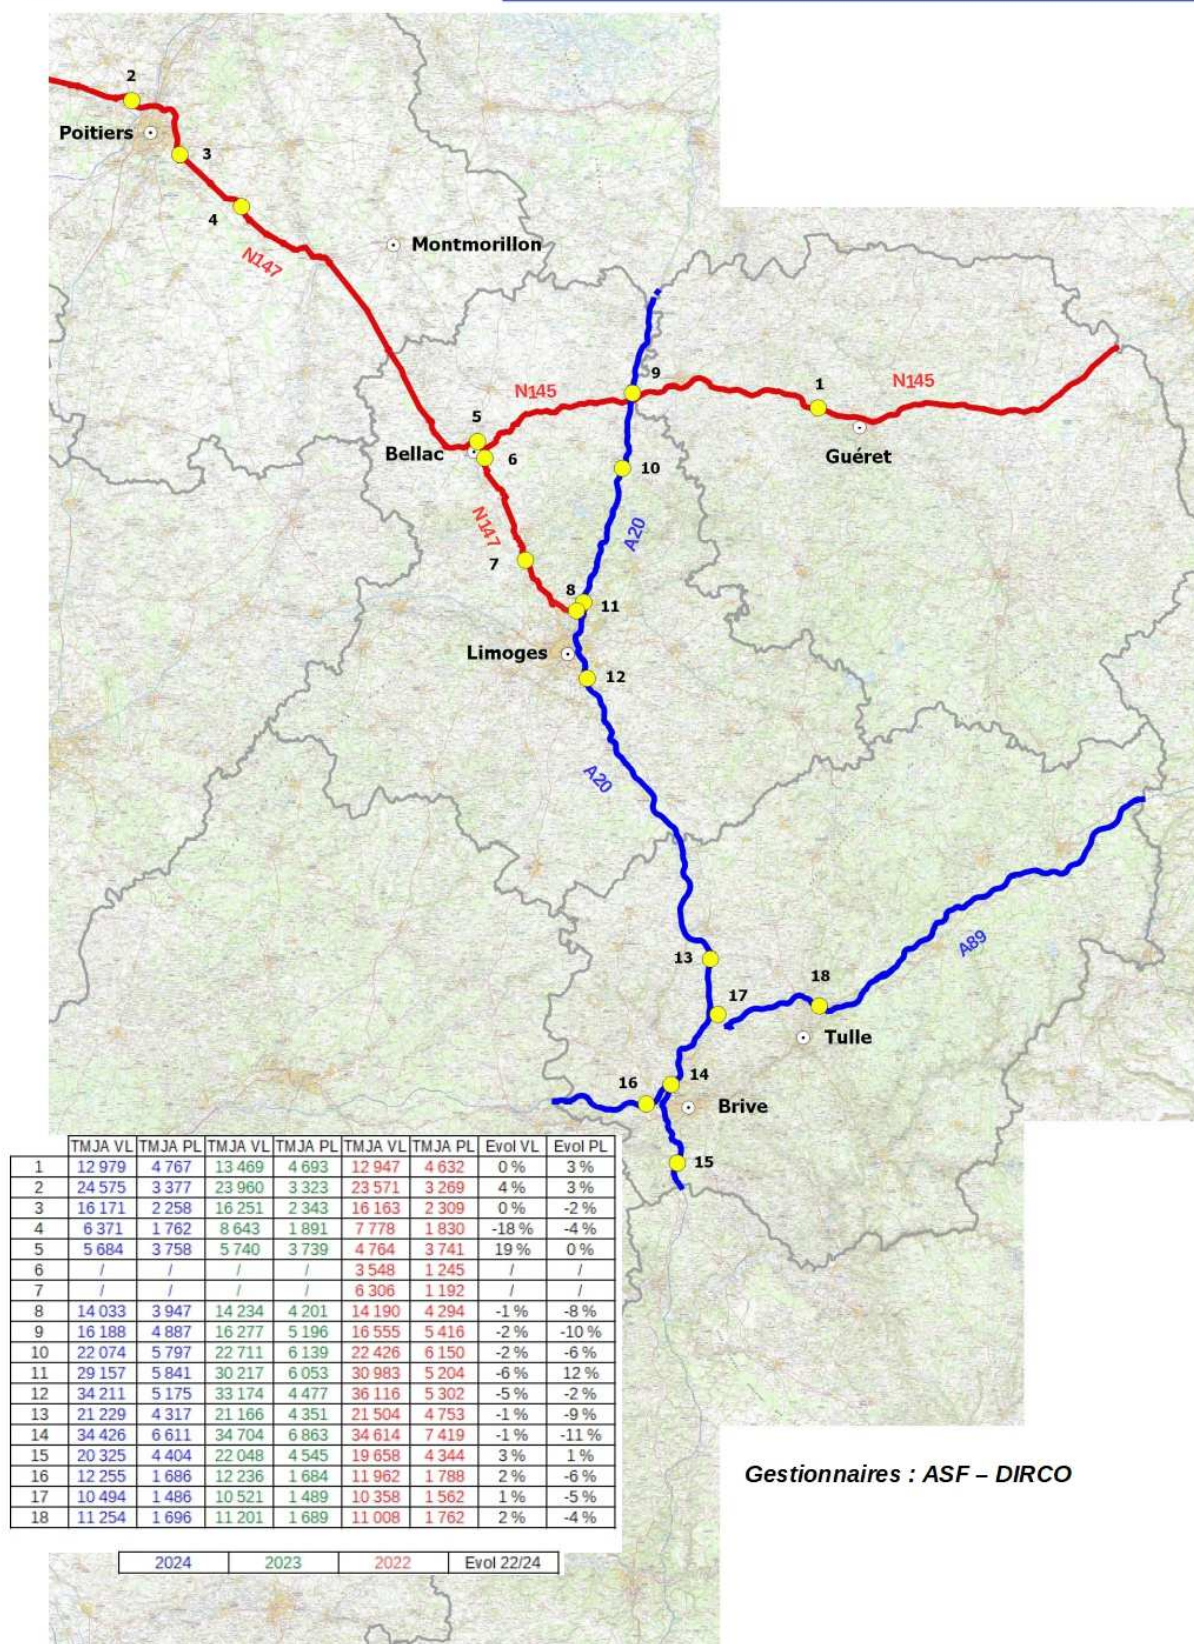 2
Poitiers
3
4
Montmorillon
N147
9
N145
1
N145
5
Bellac
6
Guéret
10
N147
A20
7
8
11
Limoges
12
A20
13
17
18
A89
Tulle
16
14
Brive
15
TMJA VL TMJA PL TMJA VL TMJA PL TMJA VL TMJA PL Evol VL Evol PL
1 12 979 4 767 13 469 4 693 12 947 4 632 0 % 3 %
2 24 575 3 377 23 960 3 323 23 571 3 269 4 % 3 %
3 16 171 2 258 16 251 2 343 16 163 2 309 0 % -2 %
4 6 371 1 762 8 643 1 891 7 778 1 830 -18 % -4 %
5 5 684 3 758 5 740 3 739 4 764 3 741 19 % 0 %
6 / / / / 3 548 1 245 / /
7 / / / / 6 306 1 192 / /
8 14 033 3 947 14 234 4 201 14 190 4 294 -1 % -8 %
9 16 188 4 887 16 277 5 196 16 555 5 416 -2 % -10 %
10 22 074 5 797 22 711 6 139 22 426 6 150 -2 % -6 %
11 29 157 5 841 30 217 6 053 30 983 5 204 -6 % 12 %
12 34 211 5 175 33 174 4 477 36 116 5 302 -5 % -2 %
13 21 229 4 317 21 166 4 351 21 504 4 753 -1 % -9 %
14 34 426 6 611 34 704 6 863 34 614 7 419 -1 % -11 %
15 20 325 4 404 22 048 4 545 19 658 4 344 3 % 1 %
16 12 255 1 686 12 236 1 684 11 962 1 788 2 % -6 %
17 10 494 1 486 10 521 1 489 10 358 1 562 1 % -5 %
18 11 254 1 696 11 201 1 689 11 008 1 762 2 % -4 %
Gestionnaires : ASF – DIRCO
2024 2023 2022 Evol 22/24